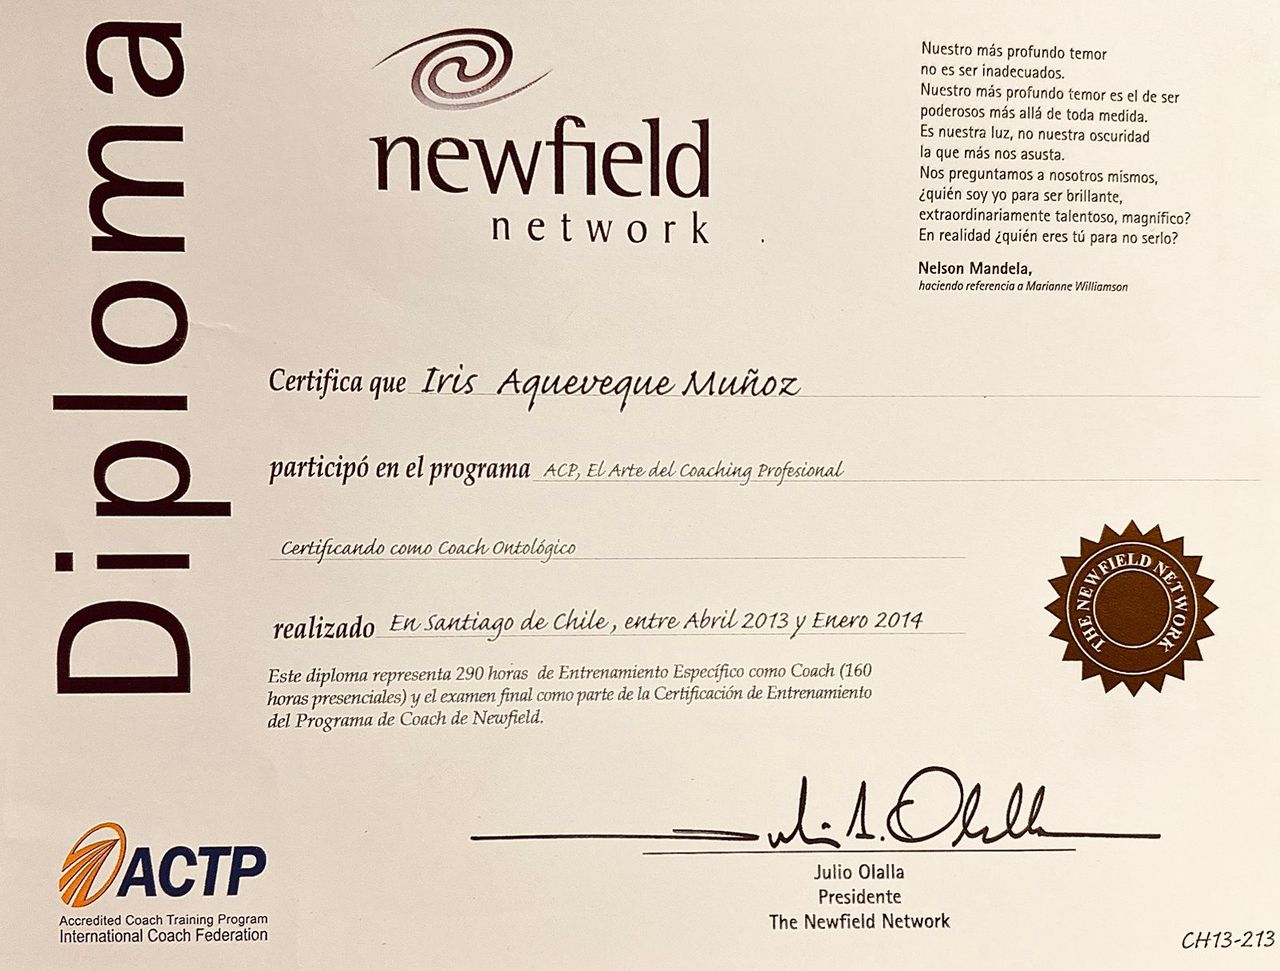 Diploma
newfield
network
Nuestro más profundo temor
no es ser inadecuados.
Nuestro más profundo temor es el de ser
poderosos más allá de toda medida.
Es nuestra luz, no nuestra oscuridad
la que más nos asusta.
Nos preguntamos a nosotros mismos,
¿quién soy yo para ser brillante,
extraordinariamente talentoso, magnífico?
En realidad ¿quién eres tú para no serlo?
Nelson Mandela,
haciendo referencia a Marianne Williamson
Certifica que Iris Aqueveque Muñoz
participó en el programa ACP, El Arte del Coaching Profesional
Certificando como Coach Ontológico
realizado En Santiago de Chile, entre Abril 2013 y Enero 2014
Este diploma representa 290 horas de Entrenamiento Específico como Coach (160
horas presenciales) y el examen final como parte de la Certificación de Entrenamiento
del Programa de Coach de Newfield.
THE NEWFIELD NETWORK
Julio S. Olalla
Julio Olalla
Presidente
The Newfield Network
ACTP
Accredited Coach Training Program
International Coach Federation
CH13-213